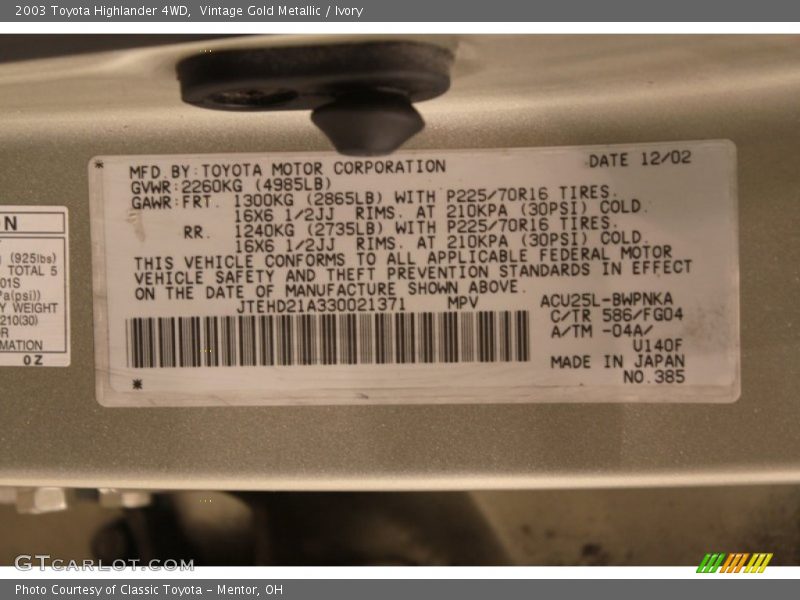 2003 Toyota Highlander 4WD, Vintage Gold Metallic / Ivory
* MFD.BY:TOYOTA MOTOR CORPORATION DATE 12/02
GVWR:2260KG (4985LB)
GAWR:FRT. 1300KG (2865LB) WITH P225/70R16 TIRES.
16X6 1/2JJ RIMS. AT 210KPA (30PSI) COLD.
RR. 1240KG (2735LB) WITH P225/70R16 TIRES.
16X6 1/2JJ RIMS. AT 210KPA (30PSI) COLD.
THIS VEHICLE CONFORMS TO ALL APPLICABLE FEDERAL MOTOR
VEHICLE SAFETY AND THEFT PREVENTION STANDARDS IN EFFECT
ON THE DATE OF MANUFACTURE SHOWN ABOVE.
JTEHD21A330021371 MPV ACU25L-BWPNKA
C/TR 586/FG04
A/TM -04A/
U140F
MADE IN JAPAN
* NO.385
ON
(925lbs)
TOTAL 5
01S
Pa(psi))
Y WEIGHT
210(30)
OR
MATION
OZ
GTCARLOT.COM
Photo Courtesy of Classic Toyota - Mentor, OH